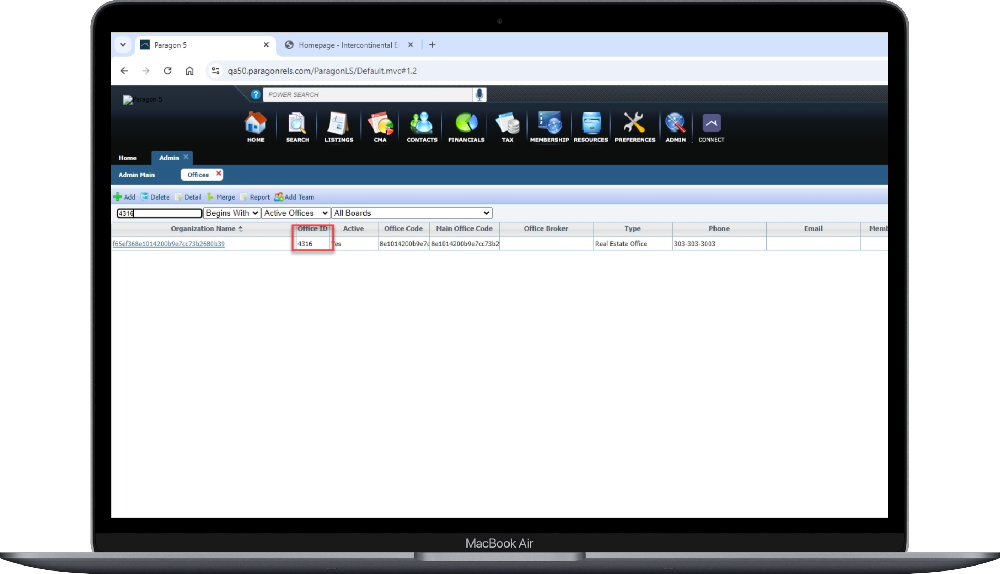 Paragon 5
Homepage - Intercontinental E
qa50.paragonrels.com/ParagonLS/Default.mvc#1,2
Paragon 5
? POWER SEARCH
HOME SEARCH LISTINGS CMA CONTACTS FINANCIALS TAX MEMBERSHIP RESOURCES PREFERENCES ADMIN CONNECT
Home Admin
Admin Main Offices
Add Delete Detail Merge Report Add Team
4316 Begins With Active Offices All Boards
Organization Name Office ID Active Office Code Main Office Code Office Broker Type Phone Email Memb
f65ef368e1014200b9e7cc73b2680b39 4316 Yes 8e1014200b9e7c 8e1014200b9e7cc73b2 Real Estate Office 303-303-3003
MacBook Air